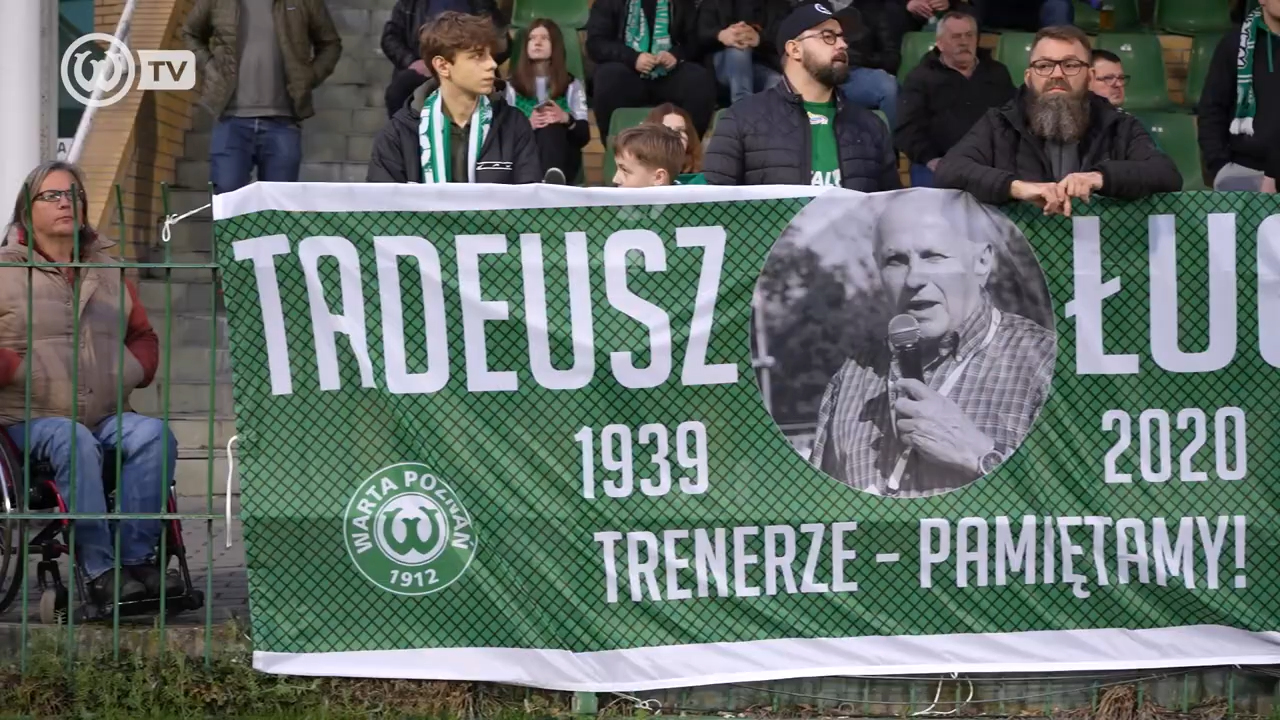 W TV
TADEUSZ ŁU
1939 2020
WARTA POZNAŃ
1912
TRENERZE - PAMIĘTAMY!